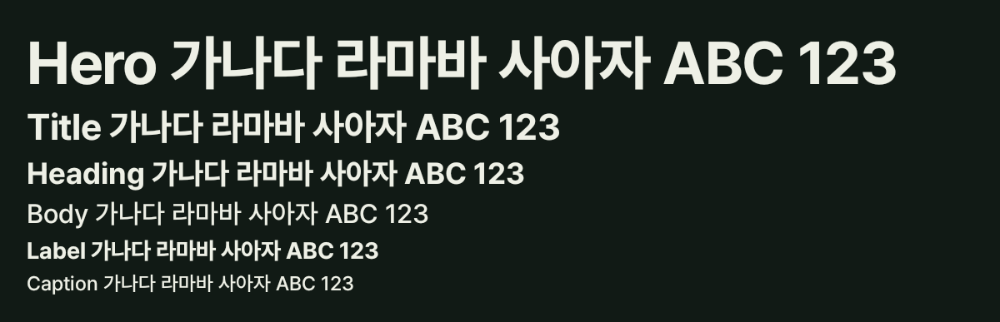 Hero 가나다 라마바 사아자 ABC 123
Title 가나다 라마바 사아자 ABC 123
Heading 가나다 라마바 사아자 ABC 123
Body 가나다 라마바 사아자 ABC 123
Label 가나다 라마바 사아자 ABC 123
Caption 가나다 라마바 사아자 ABC 123